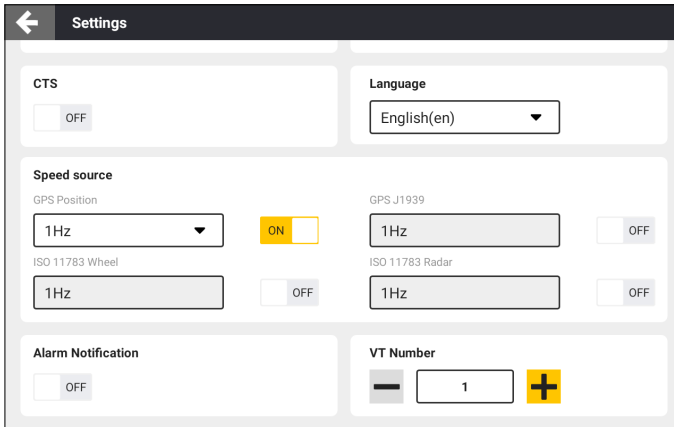 Settings
CTS
OFF
Language
English(en)
Speed source
GPS Position
1Hz
ON
GPS J1939
1Hz
OFF
ISO 11783 Wheel
1Hz
OFF
ISO 11783 Radar
1Hz
OFF
Alarm Notification
OFF
VT Number
1